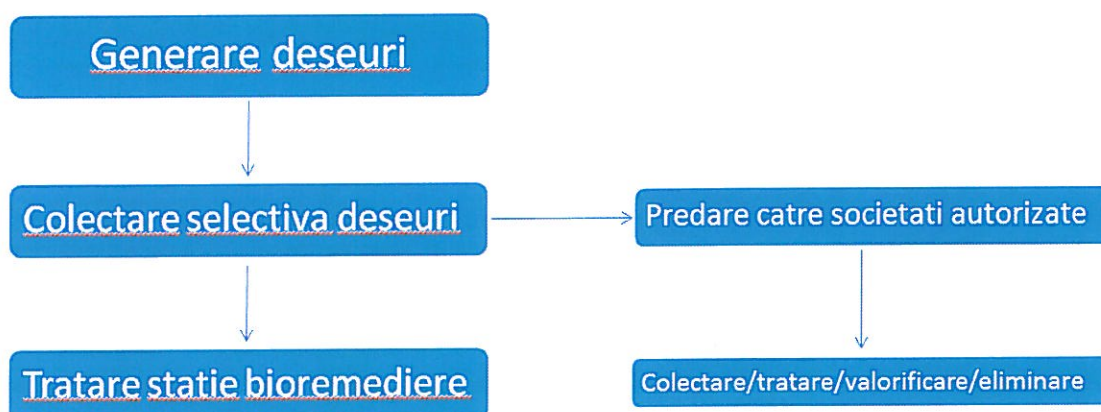 Generare deseuri
Colectare selectiva deseuri
Predare catre societati autorizate
Tratare statie bioremediere
Colectare/tratare/valorificare/eliminare